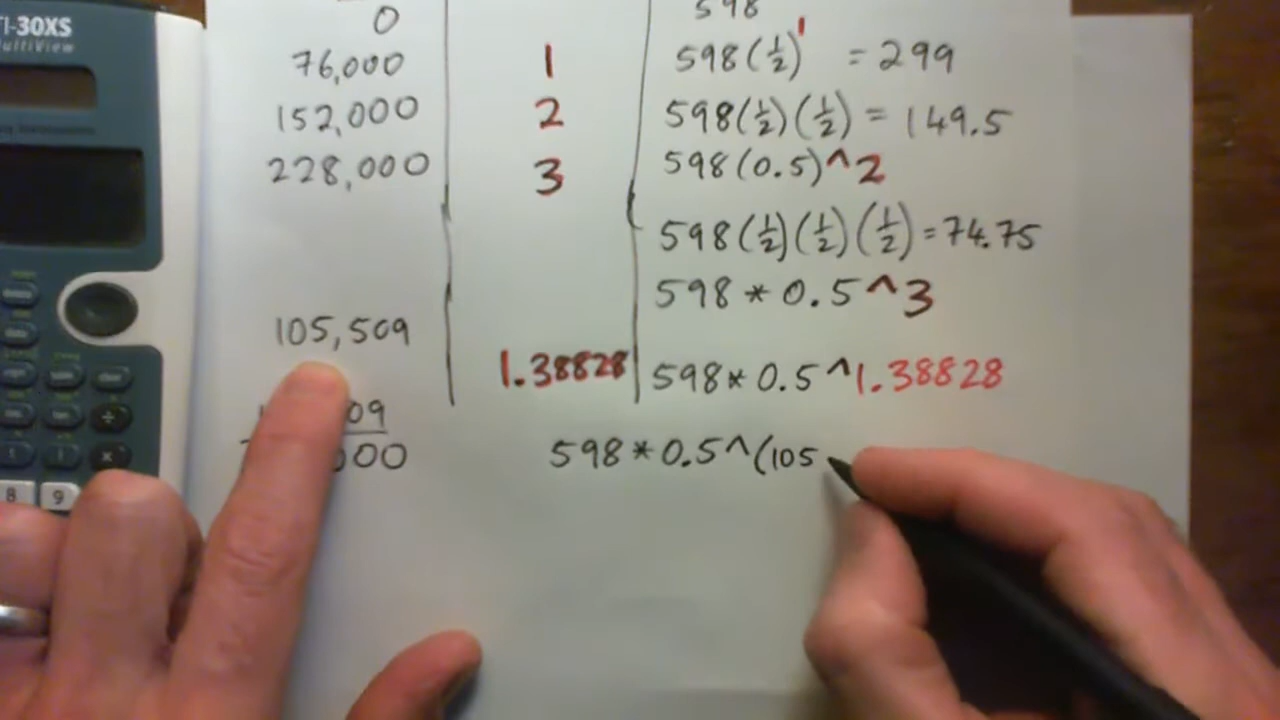 TI-30XS
MultiView
0
598
76,000 1 598(1/2)^1 = 299
152,000 2 598(1/2)(1/2) = 149.5
228,000 3 598(0.5)^2
598(1/2)(1/2)(1/2) = 74.75
598 * 0.5^3
105,509
1.38828 598 * 0.5^1.38828
09
000 598 * 0.5^(105
8 9